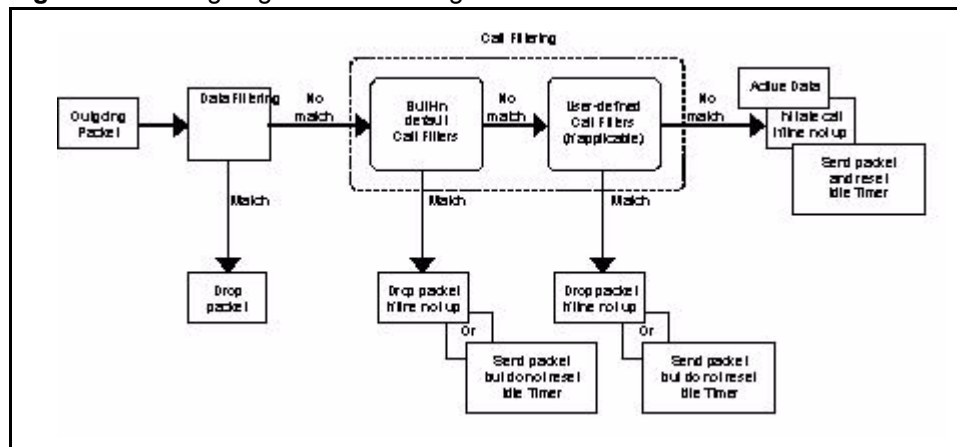 Call Filtering
Outgoing
Packet
Data Filtering
No
match
Built-in
default
Call Filters
No
match
User-defined
Call Filters
(if applicable)
No
match
Active Data
Initiate call
if line not up
Send packet
and reset
Idle Timer
Match
Match
Match
Drop
packet
Drop packet
if line not up
Or
Send packet
but do not reset
Idle Timer
Drop packet
if line not up
Or
Send packet
but do not reset
Idle Timer